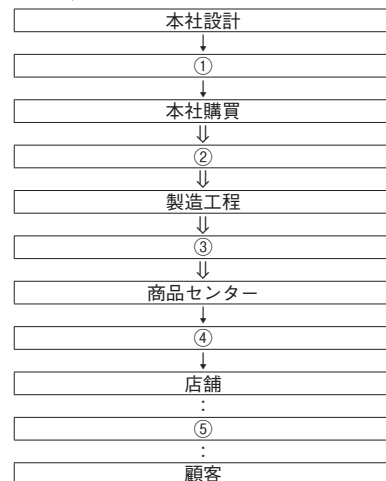 本社設計
↓
①
↓
本社購買
⇓
②
⇓
製造工程
⇓
③
⇓
商品センター
↓
④
↓
店舗
：
⑤
：
顧客